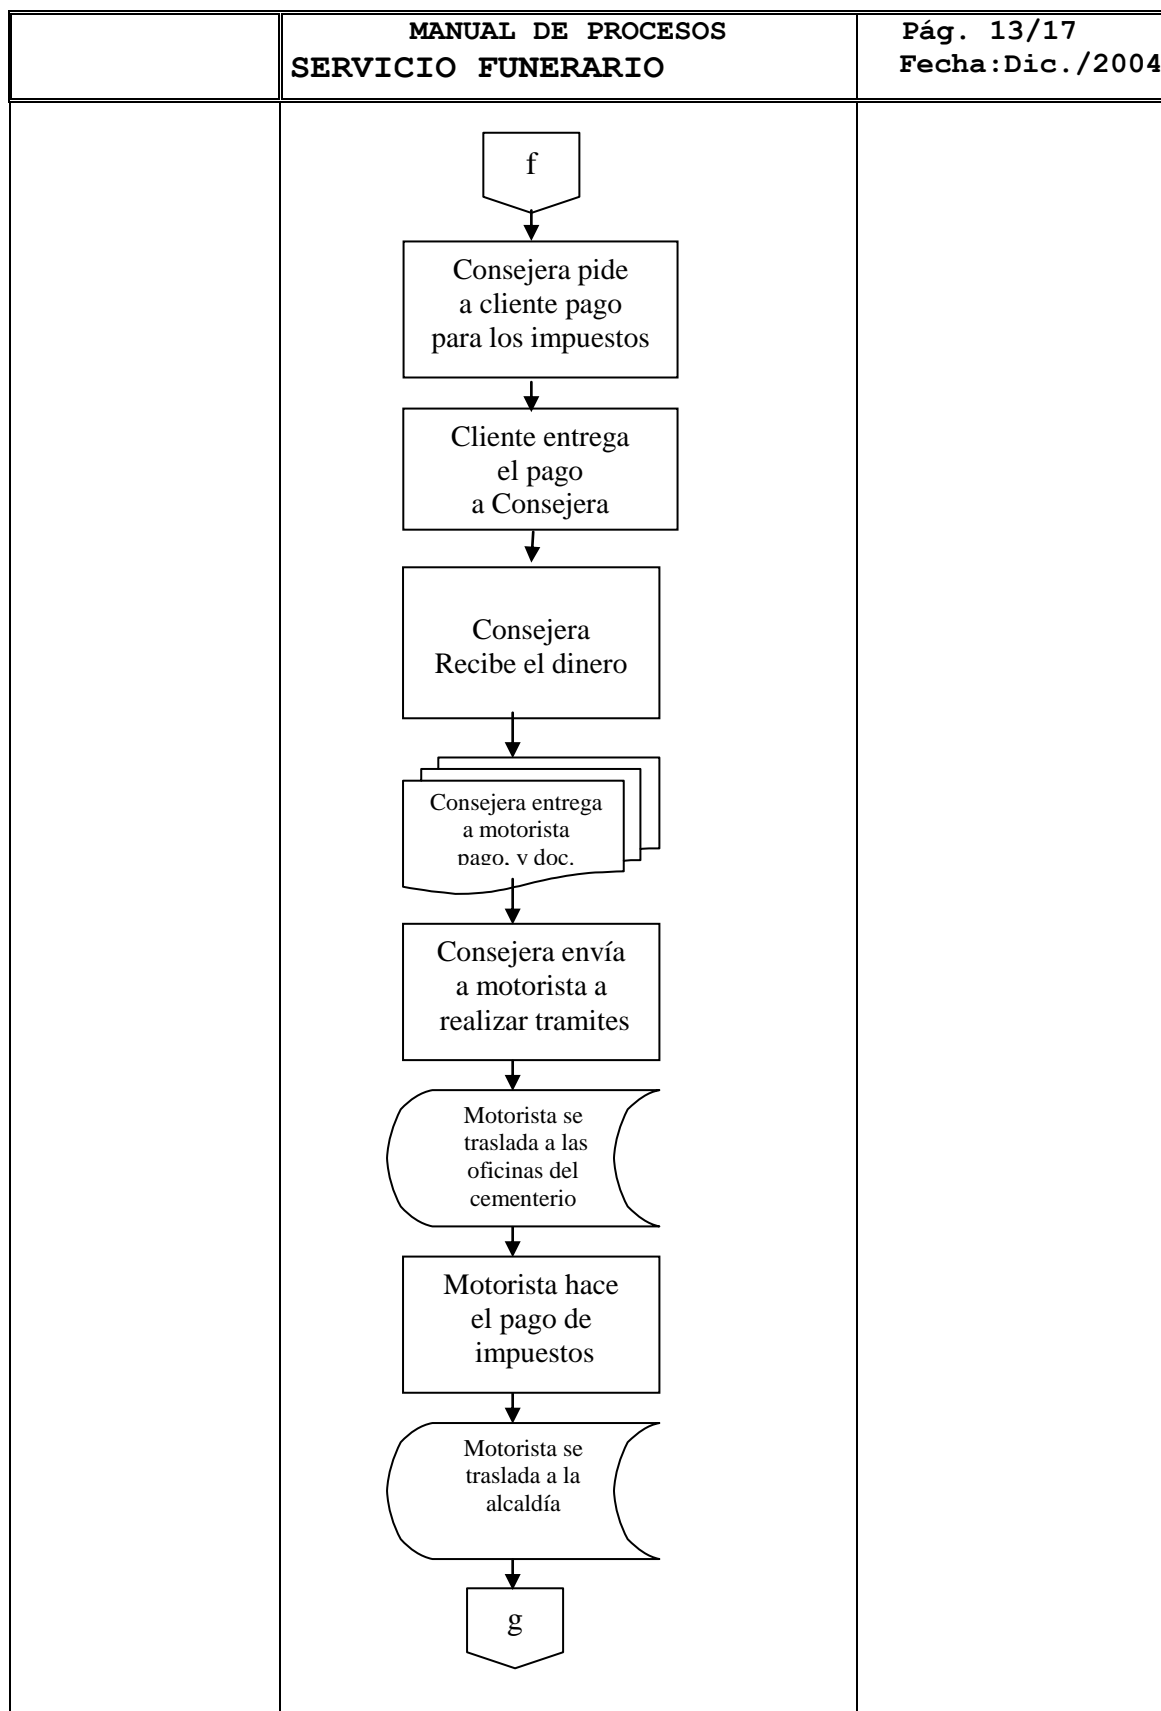 MANUAL DE PROCESOS
SERVICIO FUNERARIO
Pág. 13/17
Fecha:Dic./2004
f
Consejera pide
a cliente pago
para los impuestos
Cliente entrega
el pago
a Consejera
Consejera
Recibe el dinero
Consejera entrega
a motorista
pago, y doc.
Consejera envía
a motorista a
realizar tramites
Motorista se
traslada a las
oficinas del
cementerio
Motorista hace
el pago de
impuestos
Motorista se
traslada a la
alcaldía
g